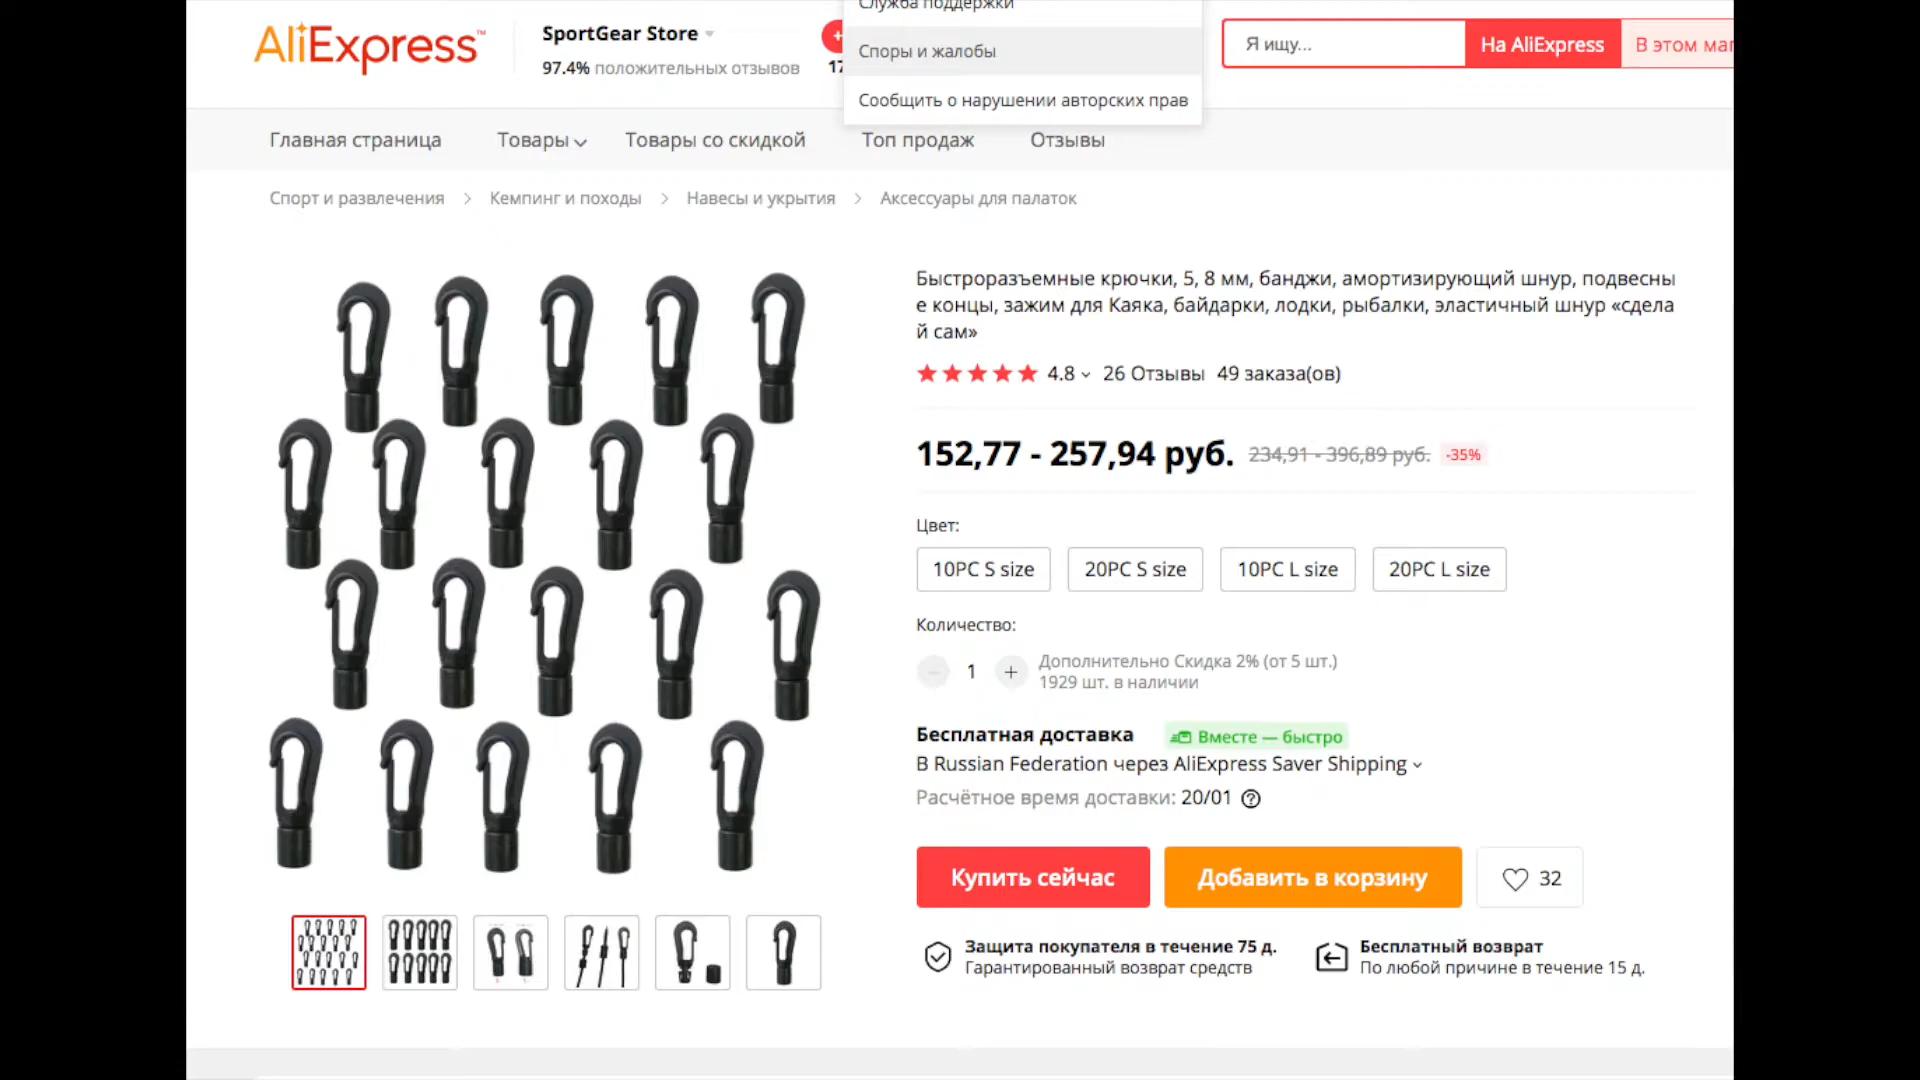 Служба поддержки
AliExpress™
SportGear Store
97.4% положительных отзывов
Споры и жалобы
Сообщить о нарушении авторских прав
Я ищу...
На AliExpress
В этом
Главная страница
Товары
Товары со скидкой
Топ продаж
Отзывы
Спорт и развлечения > Кемпинг и походы > Навесы и укрытия > Аксессуары для палаток
Быстроразъемные крючки, 5, 8 мм, банджи, амортизирующий шнур, подвесны
е концы, зажим для Каяка, байдарки, лодки, рыбалки, эластичный шнур «сдела
й сам»
4.8 26 Отзывы 49 заказа(ов)
152,77 - 257,94 руб. 234,91 - 396,89 руб. -35%
Цвет:
10PC S size
20PC S size
10PC L size
20PC L size
Количество:
1
Дополнительно Скидка 2% (от 5 шт.)
1929 шт. в наличии
Бесплатная доставка
Вместе — быстро
В Russian Federation через AliExpress Saver Shipping
Расчётное время доставки: 20/01
Купить сейчас
Добавить в корзину
32
Защита покупателя в течение 75 д.
Гарантированный возврат средств
Бесплатный возврат
По любой причине в течение 15 д.